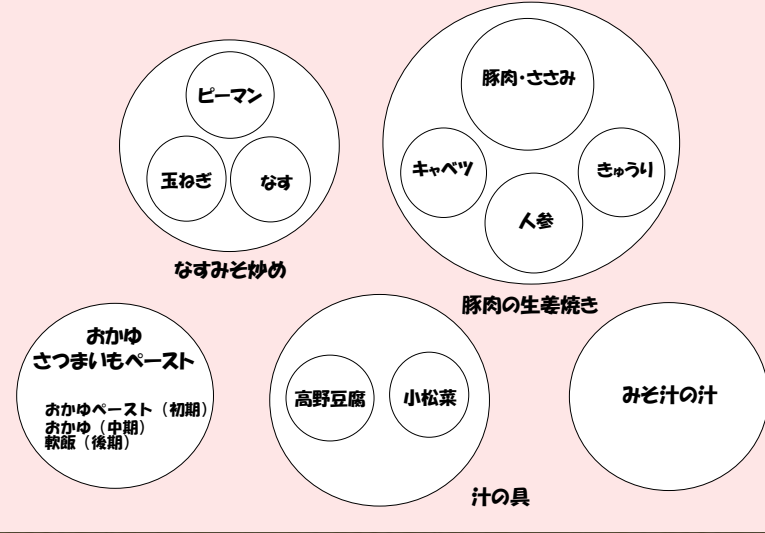 ピーマン
玉ねぎ
なす
なすみそ炒め
豚肉・ささみ
キャベツ
きゅうり
人参
豚肉の生姜焼き
おかゆ
さつまいもペースト
おかゆペースト（初期）
おかゆ（中期）
軟飯（後期）
高野豆腐
小松菜
汁の具
みそ汁の汁